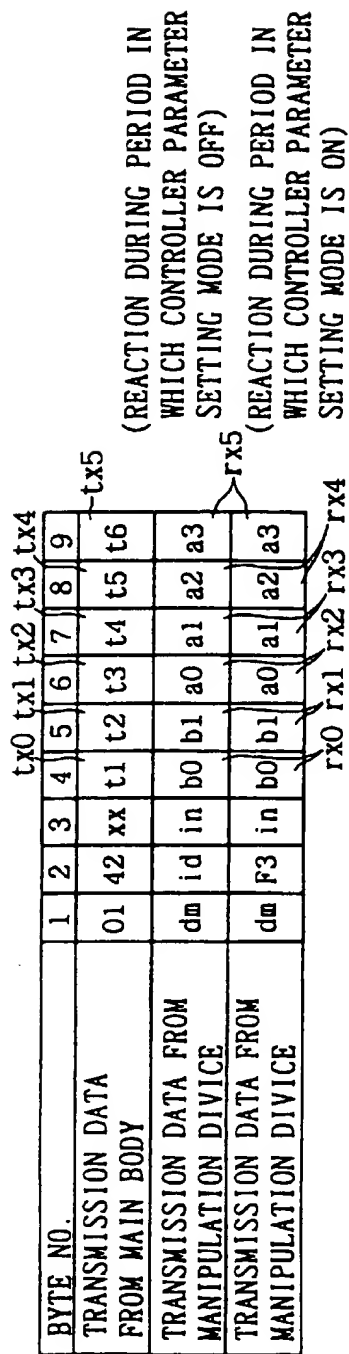 tx0 tx1 tx2 tx3 tx4
BYTE NO. 1 2 3 4 5 6 7 8 9
tx5
TRANSMISSION DATA
FROM MAIN BODY
01 42 xx t1 t2 t3 t4 t5 t6
TRANSMISSION DATA FROM
MANIPULATION DIVICE
dm id in b0 b1 a0 a1 a2 a3
(REACTION DURING PERIOD IN
WHICH CONTROLLER PARAMETER
SETTING MODE IS OFF)
rx5
TRANSMISSION DATA FROM
MANIPULATION DIVICE
dm F3 in b0 b1 a0 a1 a2 a3
(REACTION DURING PERIOD IN
WHICH CONTROLLER PARAMETER
SETTING MODE IS ON)
rx0 rx1 rx2 rx3 rx4